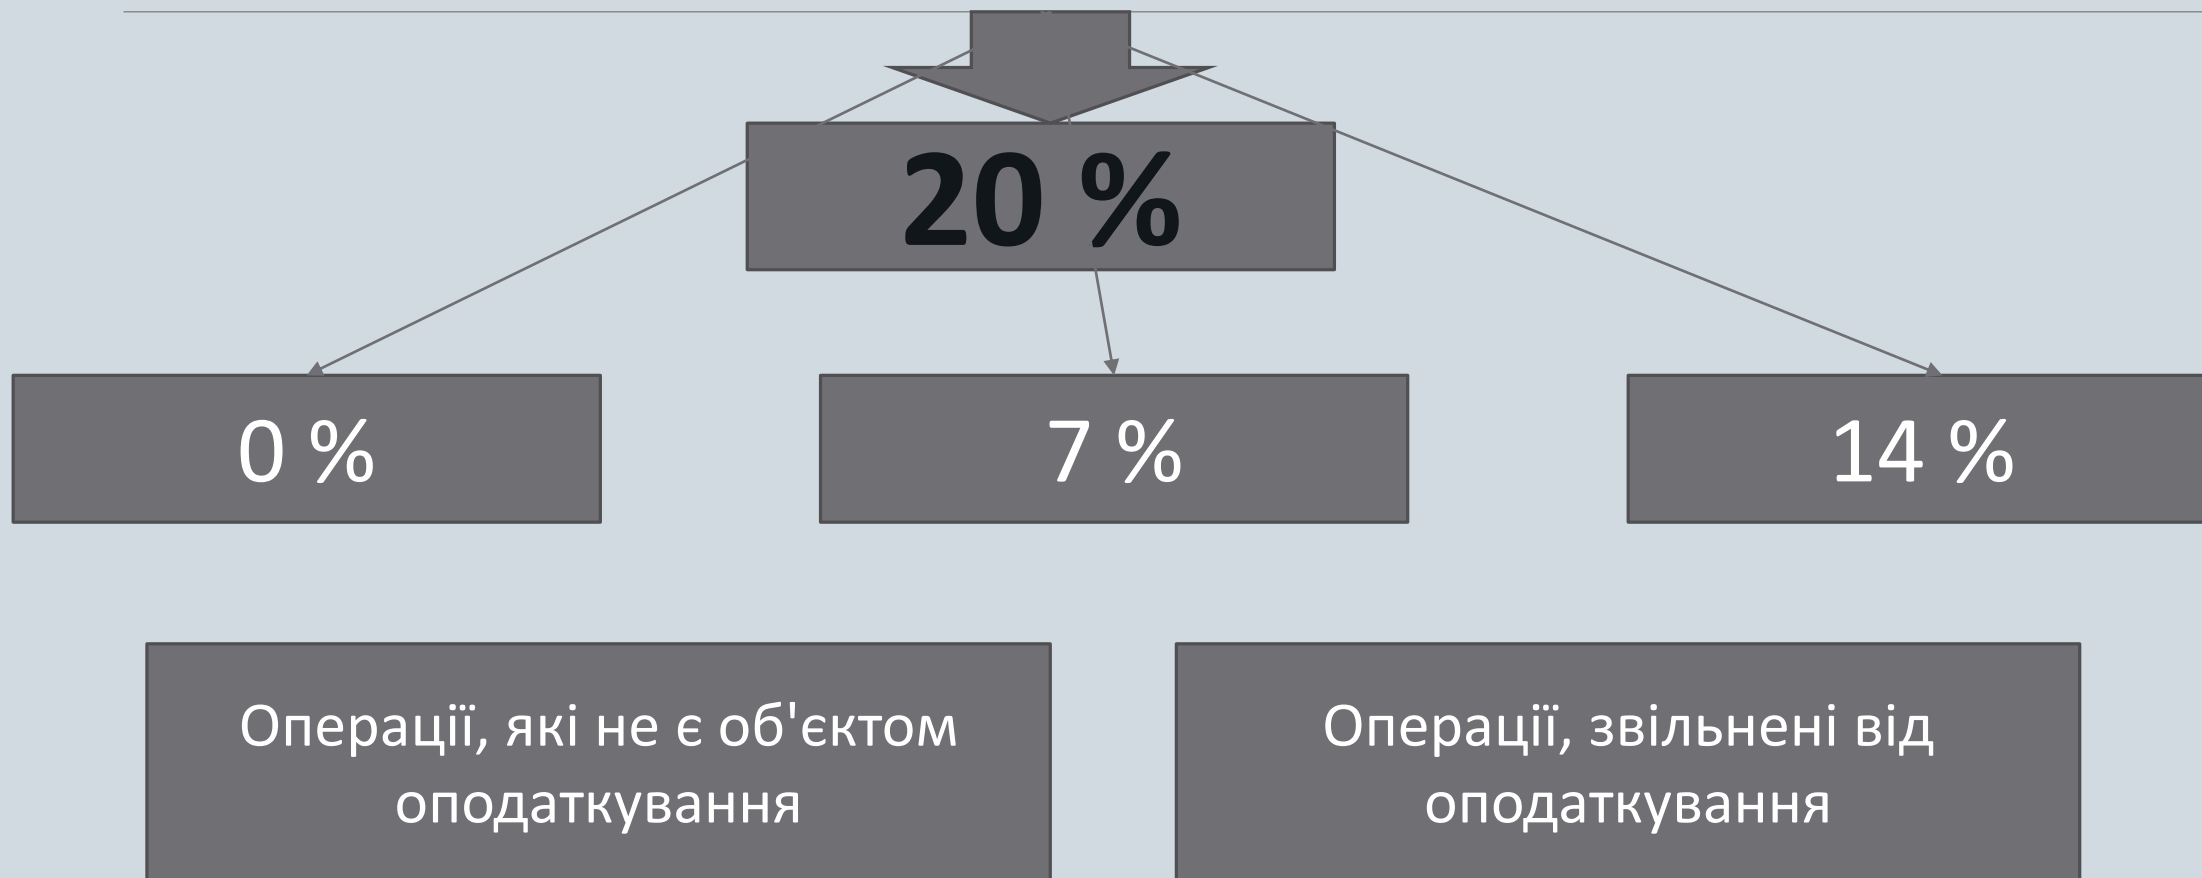 20 %
0 %
7 %
14 %
Операції, які не є об'єктом
оподаткування
Операції, звільнені від
оподаткування